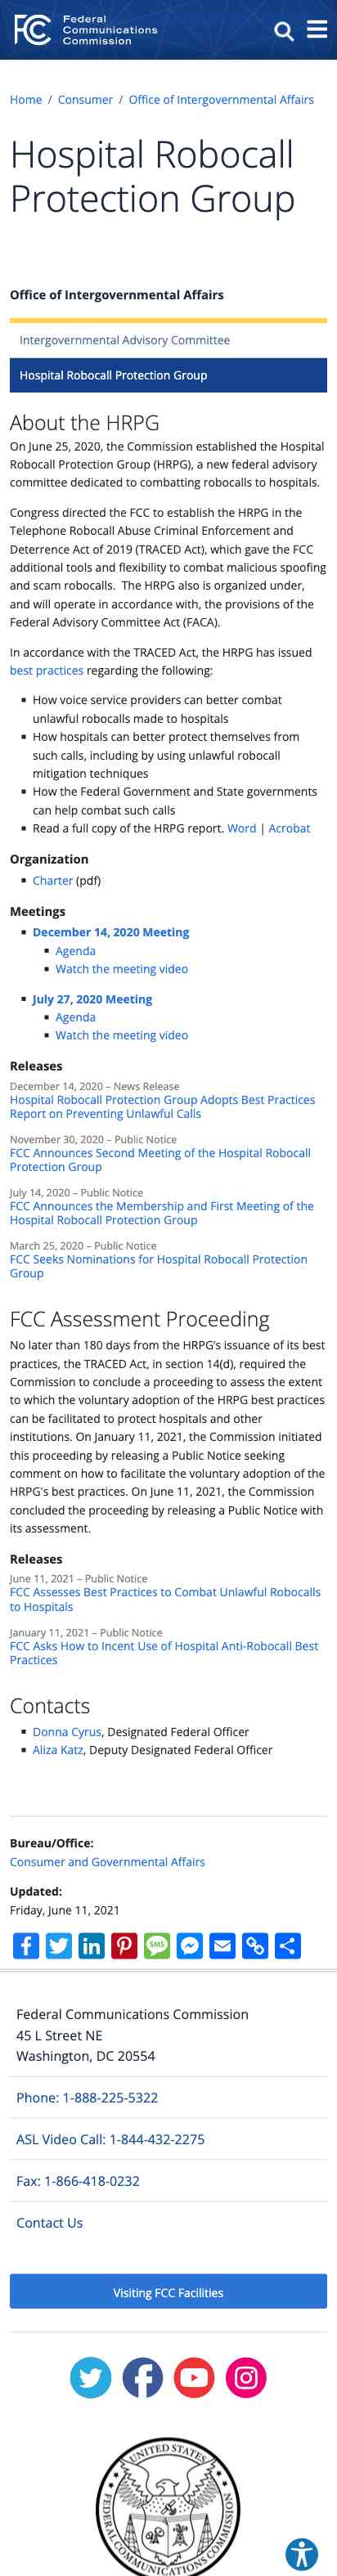 FCC Federal
Communications
Commission
Home / Consumer / Office of Intergovernmental Affairs
Hospital Robocall
Protection Group
Office of Intergovernmental Affairs
Intergovernmental Advisory Committee
Hospital Robocall Protection Group
About the HRPG
On June 25, 2020, the Commission established the Hospital
Robocall Protection Group (HRPG), a new federal advisory
committee dedicated to combatting robocalls to hospitals.
Congress directed the FCC to establish the HRPG in the
Telephone Robocall Abuse Criminal Enforcement and
Deterrence Act of 2019 (TRACED Act), which gave the FCC
additional tools and flexibility to combat malicious spoofing
and scam robocalls.  The HRPG also is organized under,
and will operate in accordance with, the provisions of the
Federal Advisory Committee Act (FACA).
In accordance with the TRACED Act, the HRPG has issued
best practices regarding the following:
How voice service providers can better combat
unlawful robocalls made to hospitals
How hospitals can better protect themselves from
such calls, including by using unlawful robocall
mitigation techniques
How the Federal Government and State governments
can help combat such calls
Read a full copy of the HRPG report. Word | Acrobat
Organization
Charter (pdf)
Meetings
December 14, 2020 Meeting
Agenda
Watch the meeting video
July 27, 2020 Meeting
Agenda
Watch the meeting video
Releases
December 14, 2020 – News Release
Hospital Robocall Protection Group Adopts Best Practices
Report on Preventing Unlawful Calls
November 30, 2020 – Public Notice
FCC Announces Second Meeting of the Hospital Robocall
Protection Group
July 14, 2020 – Public Notice
FCC Announces the Membership and First Meeting of the
Hospital Robocall Protection Group
March 25, 2020 – Public Notice
FCC Seeks Nominations for Hospital Robocall Protection
Group
FCC Assessment Proceeding
No later than 180 days from the HRPG's issuance of its best
practices, the TRACED Act, in section 14(d), required the
Commission to conclude a proceeding to assess the extent
to which the voluntary adoption of the HRPG best practices
can be facilitated to protect hospitals and other
institutions. On January 11, 2021, the Commission initiated
this proceeding by releasing a Public Notice seeking
comment on how to facilitate the voluntary adoption of the
HRPG's best practices. On June 11, 2021, the Commission
concluded the proceeding by releasing a Public Notice with
its assessment.
Releases
June 11, 2021 – Public Notice
FCC Assesses Best Practices to Combat Unlawful Robocalls
to Hospitals
January 11, 2021 – Public Notice
FCC Asks How to Incent Use of Hospital Anti-Robocall Best
Practices
Contacts
Donna Cyrus, Designated Federal Officer
Aliza Katz, Deputy Designated Federal Officer
Bureau/Office:
Consumer and Governmental Affairs
Updated:
Friday, June 11, 2021
SMS
Federal Communications Commission
45 L Street NE
Washington, DC 20554
Phone: 1-888-225-5322
ASL Video Call: 1-844-432-2275
Fax: 1-866-418-0232
Contact Us
Visiting FCC Facilities
UNITED STATES
FEDERAL COMMUNICATIONS COMMISSION